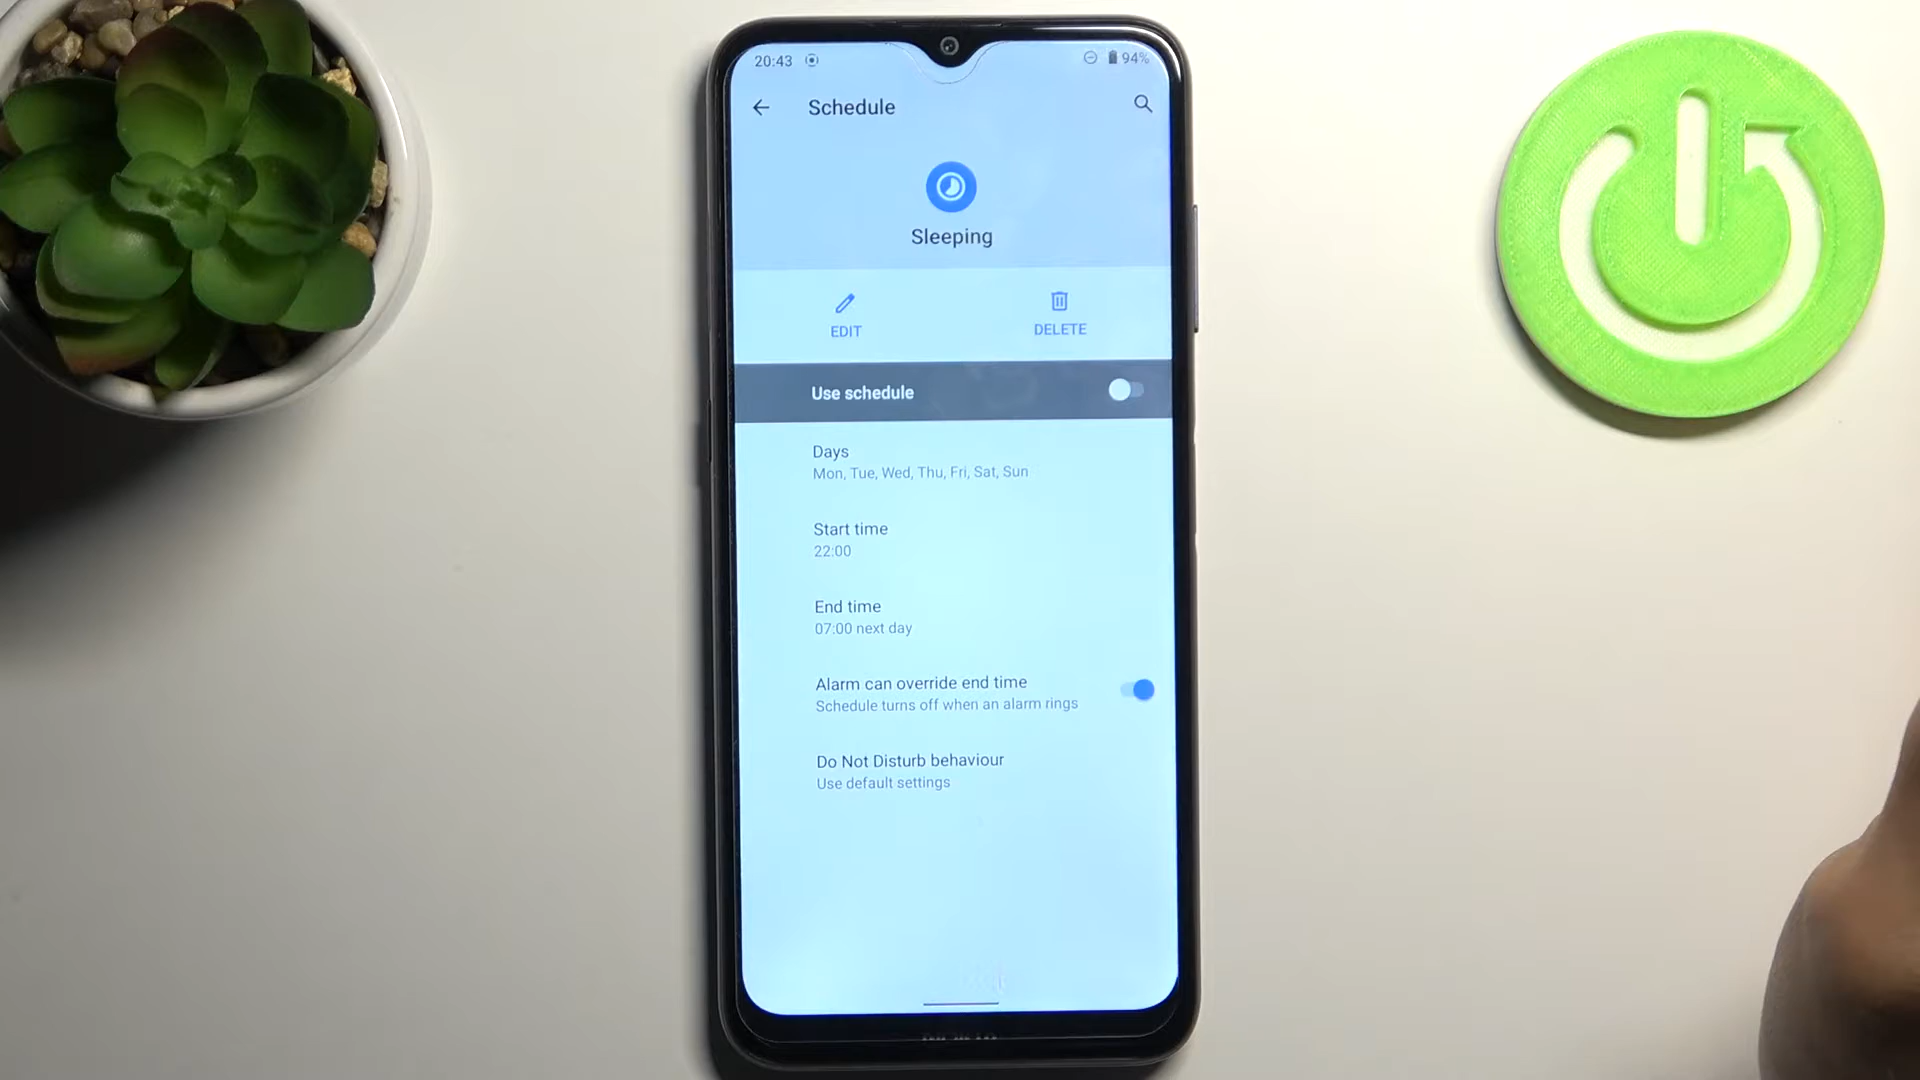 20:43 94%
Schedule
Sleeping
EDIT DELETE
Use schedule
Days
Mon, Tue, Wed, Thu, Fri, Sat, Sun
Start time
22:00
End time
07:00 next day
Alarm can override end time
Schedule turns off when an alarm rings
Do Not Disturb behaviour
Use default settings